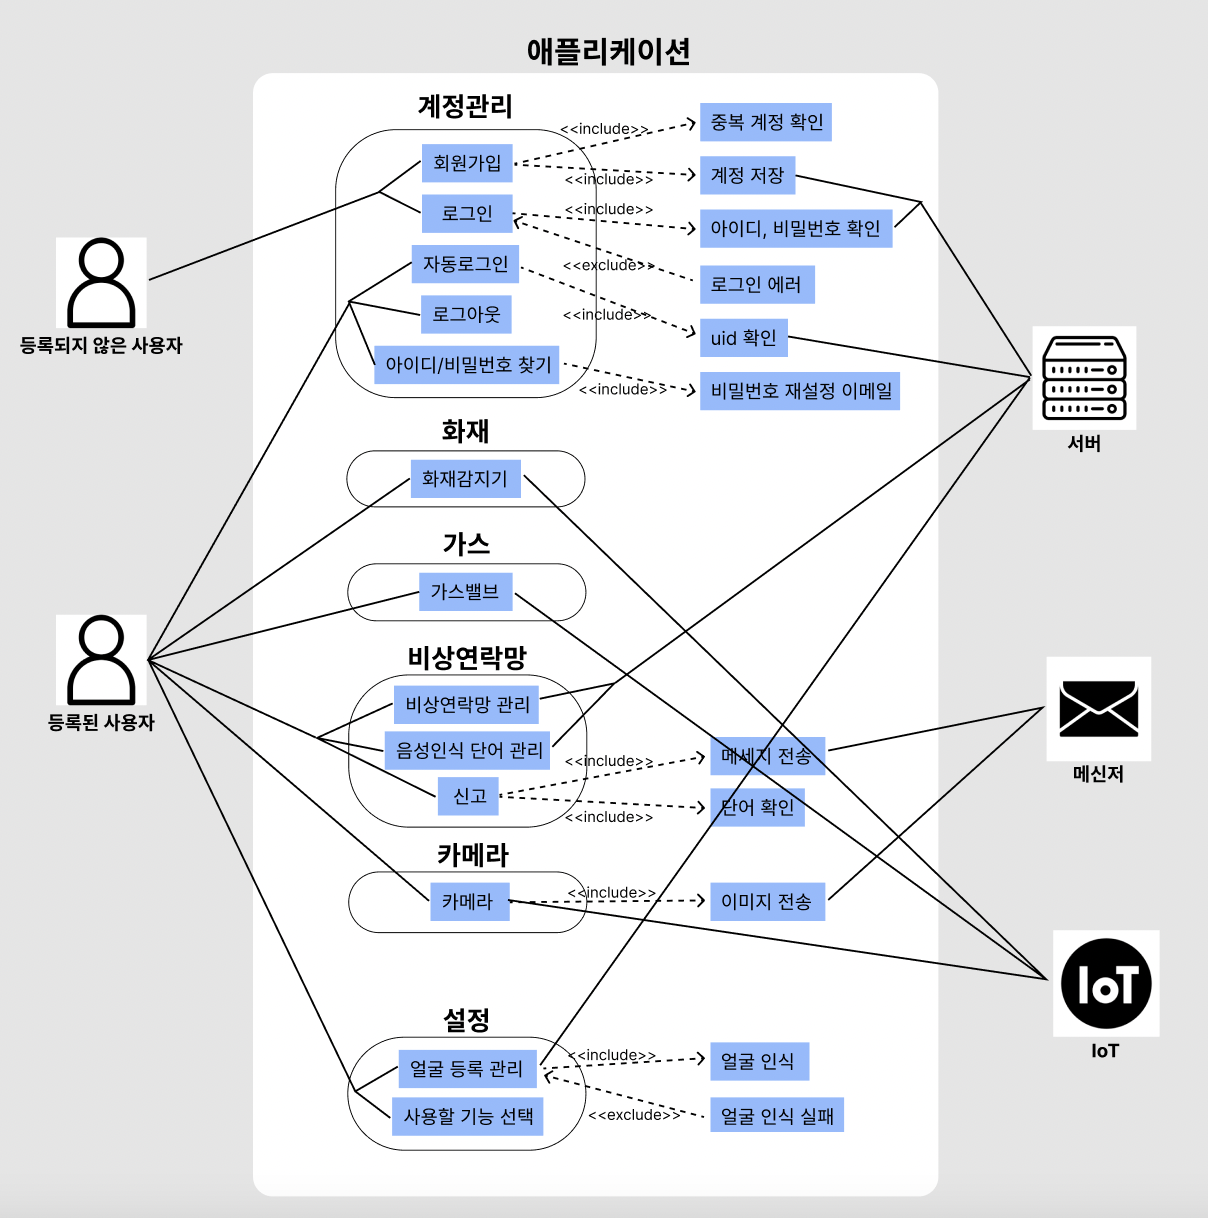 애플리케이션
계정관리
회원가입
로그인
자동로그인
로그아웃
아이디/비밀번호 찾기
<<include>>
<<include>>
<<include>>
<<exclude>>
<<include>>
<<include>>
중복 계정 확인
계정 저장
아이디, 비밀번호 확인
로그인 에러
uid 확인
비밀번호 재설정 이메일
등록되지 않은 사용자
서버
화재
화재감지기
가스
가스밸브
비상연락망
비상연락망 관리
음성인식 단어 관리
신고
<<include>>
<<include>>
메세지 전송
단어 확인
등록된 사용자
메신저
카메라
카메라
<<include>>
이미지 전송
IoT
IoT
설정
얼굴 등록 관리
사용할 기능 선택
<<include>>
<<exclude>>
얼굴 인식
얼굴 인식 실패